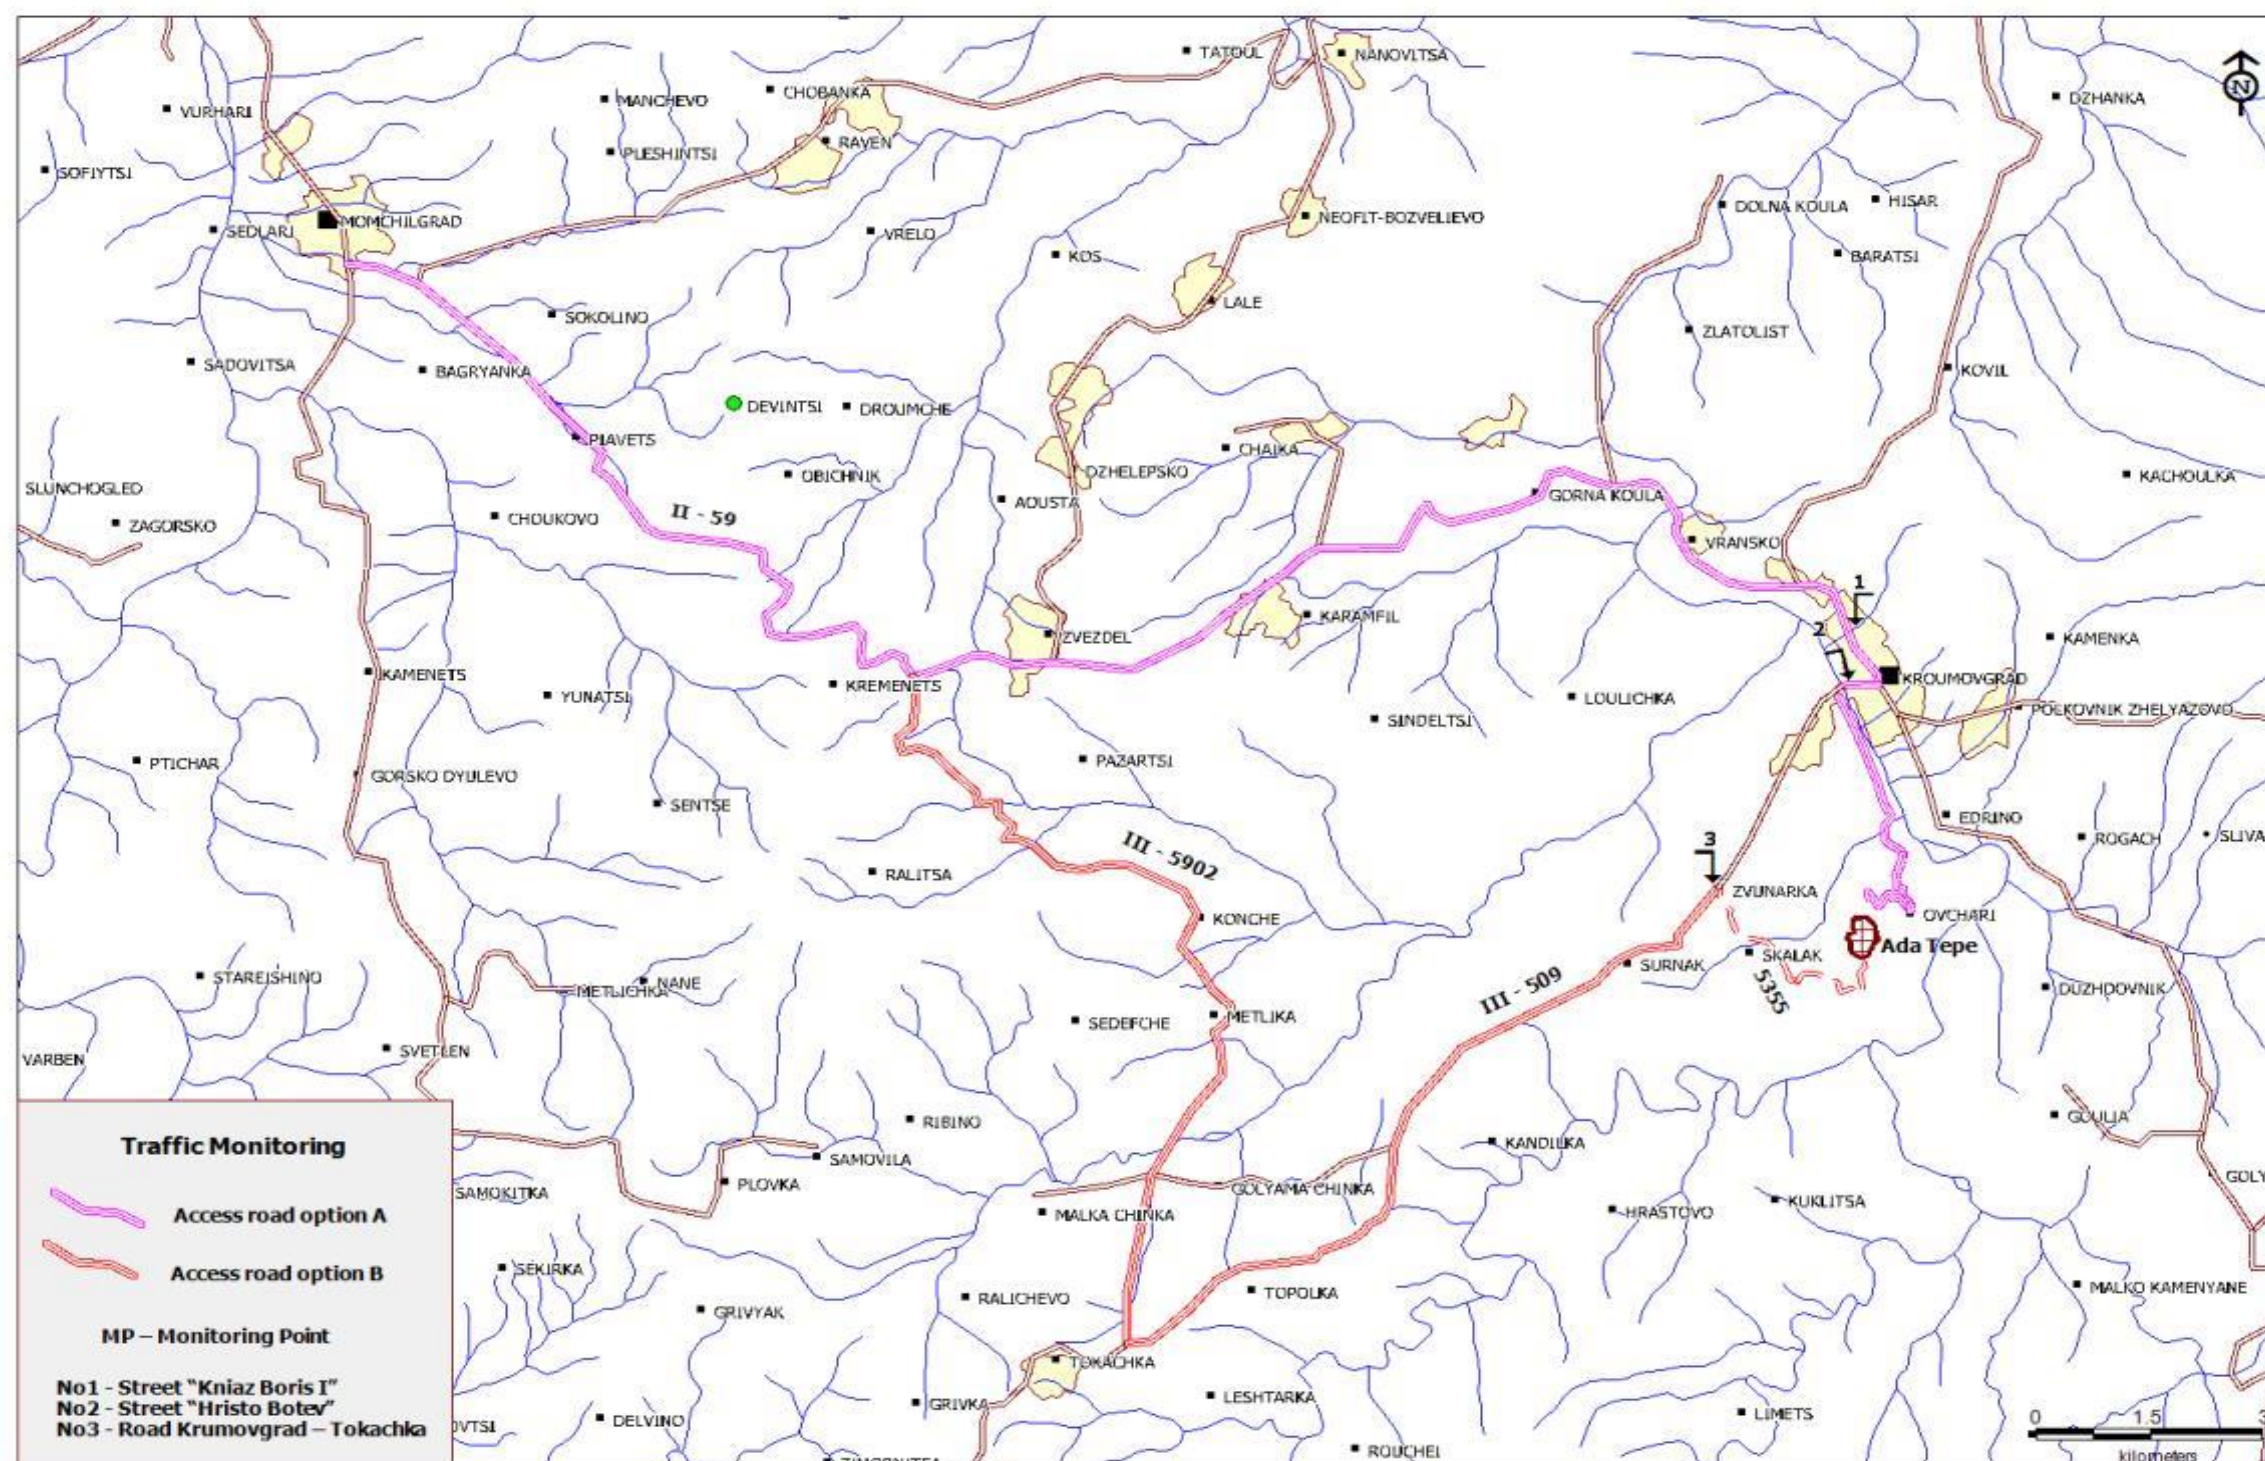 TATOUL
NANOVITSA
N
VURHARI
MANCHEVO
CHOBANKA
DZHANKA
RAVEN
PLESHINTSI
SOFIYTSI
MOMCHILGRAD
SEDLARI
VRELO
KOS
NEOFIT-BOZVELIEVO
DOLNA KOULA
HISAR
BARATSI
LALE
SOKOLINO
ZLATOLIST
SADOVITSA
BAGRYANKA
KOVIL
DEVINTSI
DROUMCHE
PIAVETS
CHAIKA
OBICHNIK
DZHELEPSKO
KACHOULKA
SLUNCHOGLED
ZAGORSKO
CHOUKOVO
II - 59
AOUSTA
GORNA KOULA
VRANSKO
1
KARAMFIL
2
ZVEZDEL
KAMENKA
KAMENETS
YUNATSI
KREMENETS
KROUMOVGRAD
SINDELTSI
LOULICHKA
POLKOVNIK ZHELYAZOVO
PTICHAR
GORSKO DYULEVO
PAZARTSI
SENTSE
EDRINO
ROGACH
SLIVA
III - 5902
3
RALITSA
ZVUNARKA
KONCHE
OVCHARI
Ada Tepe
SKALAK
SURNAK
STAREISHINO
METLICHKA
NANE
5355
III - 509
DUZHDOVNIK
SEDEFCHE
METLIKA
SVETLEN
VARBEN
RIBINO
GOULIA
KANDILKA
SAMOVILA
PLOVKA
SAMOKITKA
GOLYAMA CHINKA
GOLY
MALKA CHINKA
HRASTOVO
KUKLITSA
SEKIRKA
RALICHEVO
TOPOLKA
MALKO KAMENYANE
GRIVYAK
TOKACHKA
GRIVKA
LESHTARKA
DELVINO
LIMETS
OVTSI
ROUCHEI
Traffic Monitoring
Access road option A
Access road option B
MP – Monitoring Point
No1 - Street “Kniaz Boris I”
No2 - Street “Hristo Botev”
No3 - Road Krumovgrad – Tokachka
0 1.5 3
kilometers